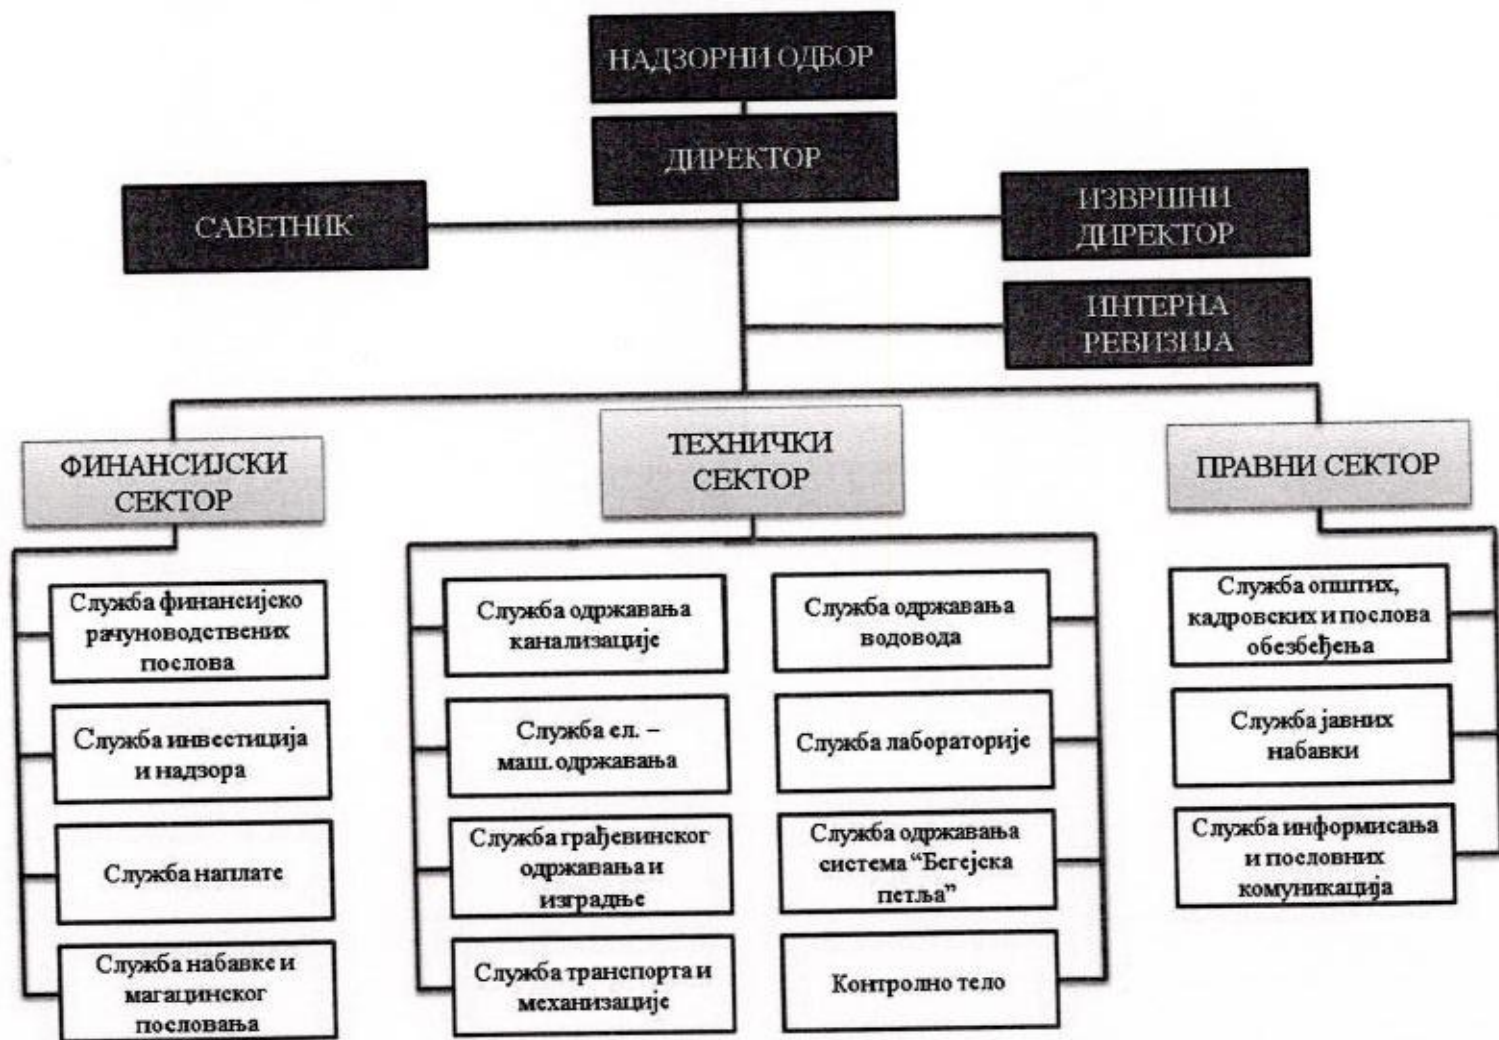 НАДЗОРНИ ОДБОР
ДИРЕКТОР
САВЕТНИК
ИЗВРШНИ
ДИРЕКТОР
ИНТЕРНА
РЕВИЗИЈА
ФИНАНСИЈСКИ
СЕКТОР
ТЕХНИЧКИ
СЕКТОР
ПРАВНИ СЕКТОР
Служба финансијско
рачуноводствених
послова
Служба инвестиција
и надзора
Служба наплате
Служба набавке и
магацинског
пословања
Служба одржавања
канализације
Служба ел. –
маш. одржавања
Служба грађевинског
одржавања и
изградње
Служба транспорта и
механизације
Служба одржавања
водовода
Служба лабораторије
Служба одржавања
система “Бегејска
петља”
Контролно тело
Служба општих,
кадровских и послова
обезбеђења
Служба јавних
набавки
Служба информисања
и пословних
комуникација